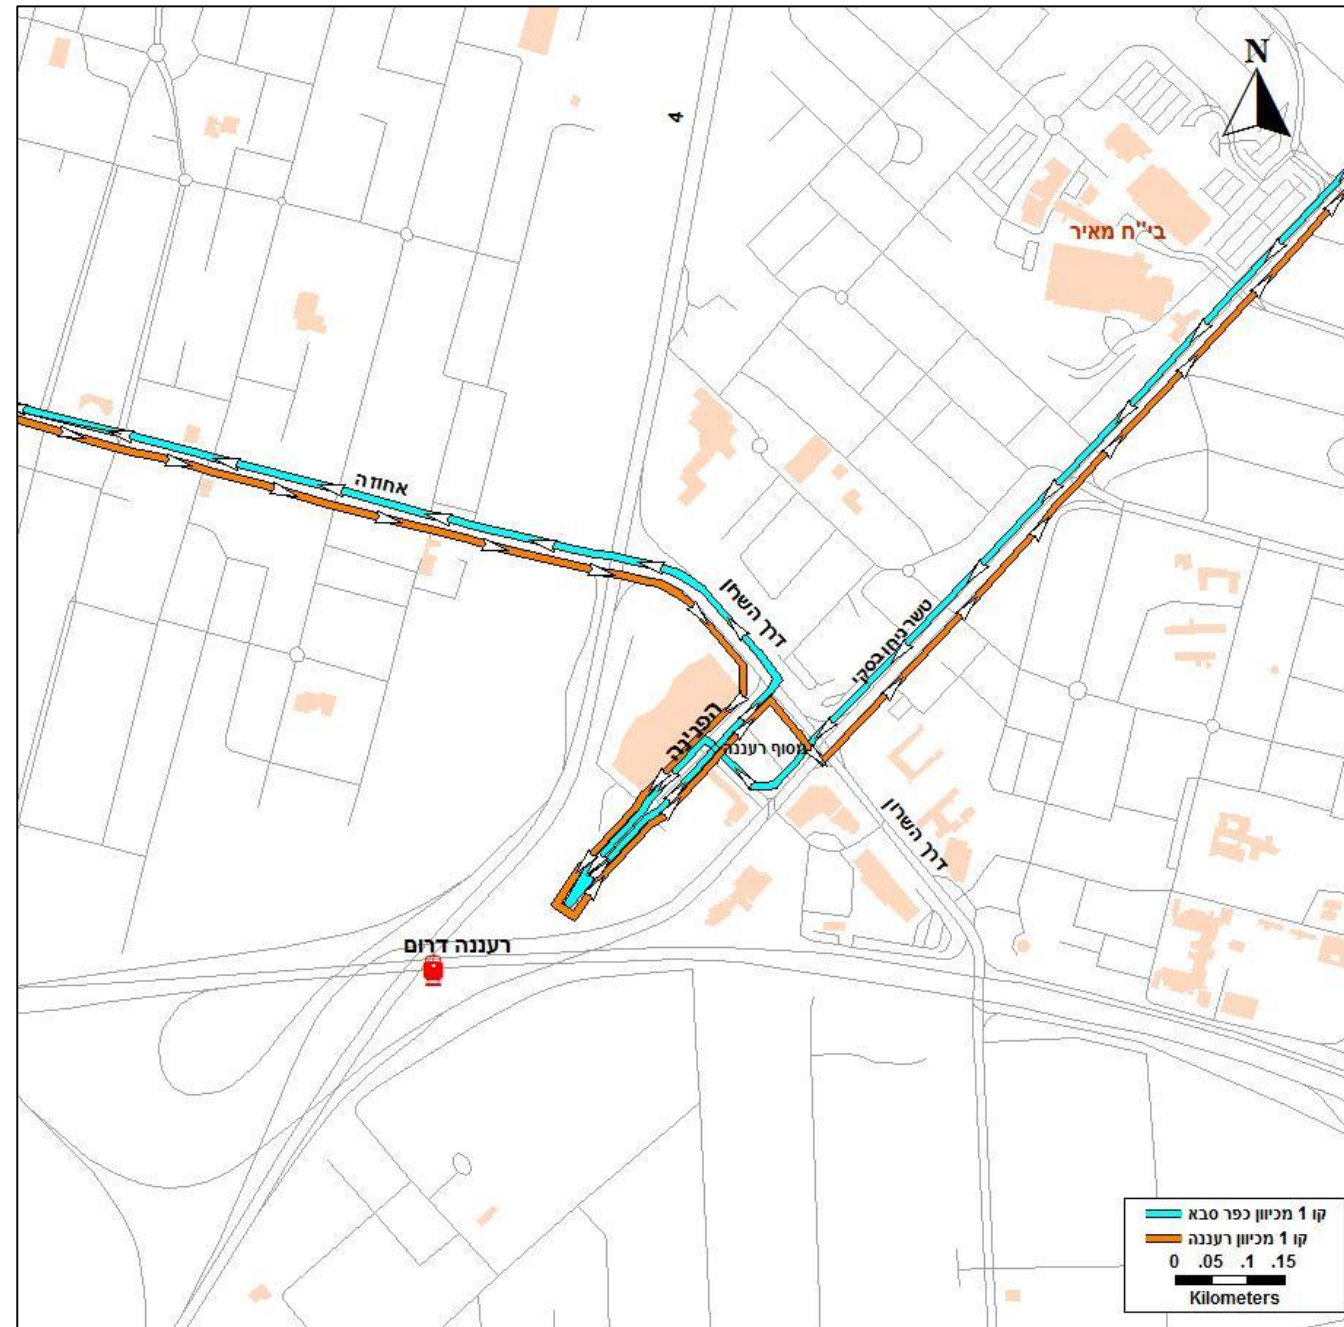 N
4
בי"ח מאיר
אחוזה
דרך השרון
טשרניחובסקי
הפנינה
מסוף רעננה
דרך השרון
רעננה דרום
קו 1 מכיוון כפר סבא
קו 1 מכיוון רעננה
0 .05 .1 .15
Kilometers